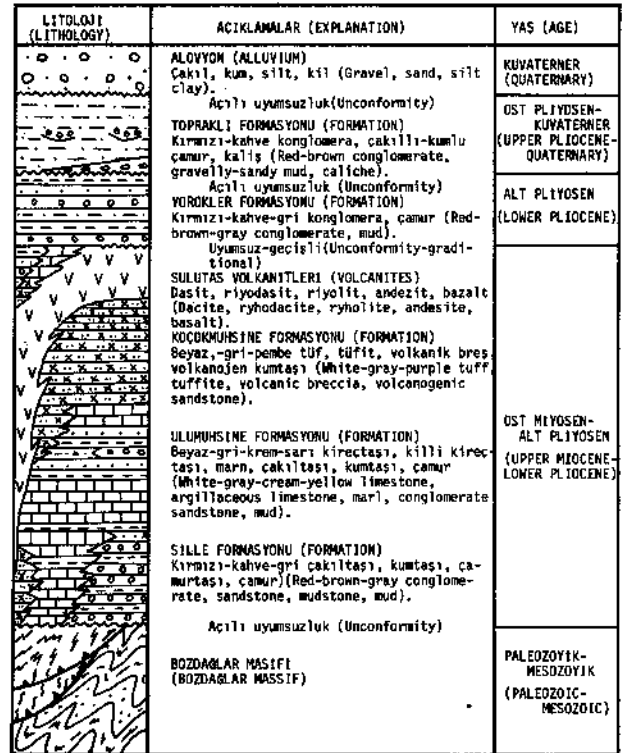 LİTOLOJİ
(LITHOLOGY)
AÇIKLAMALAR (EXPLANATION)
YAŞ (AGE)
ALOVYON (ALLUVIUM)
Çakıl, kum, silt, kil (Gravel, sand, silt
clay).
Açılı uyumsuzluk(Unconformity)
KUVATERNER
(QUATERNARY)
TOPRAKLI FORMASYONU (FORMATION)
Kırmızı-kahve konglomera, çakıllı-kumlu
çamur, kaliş (Red-brown conglomerate,
gravelly-sandy mud, caliche).
Açılı uyumsuzluk (Unconformity)
OST PLİYOSEN-
KUVATERNER
(UPPER PLIOCENE-
QUATERNARY)
YOROKLER FORMASYONU (FORMATION)
Kırmızı-kahve-gri konglomera, çamur (Red-
brown-gray conglomerate, mud).
Uyumsuz-geçişli(Unconformity-gradi-
tional)
ALT PLİYOSEN
(LOWER PLIOCENE)
SULUTAS VOLKANİTLERİ (VOLCANITES)
Dasit, riyodasit, riyolit, andezit, bazalt
(Dacite, ryhodacite, ryholite, andesite,
basalt).
KOÇOKMUHSİNE FORMASYONU (FORMATION)
Beyaz,-gri-pembe tüf, tüfit, volkanik breş
volkanojen kumtaşı (White-gray-purple tuff
tuffite, volcanic breccia, volcanogenic
sandstone).
ULUMUHSİNE FORMASYONU (FORMATION)
Beyaz-gri-krem-sarı kireçtaşı, killi kireç-
taşı, marn, çakıltaşı, kumtaşı, çamur
(White-gray-cream-yellow limestone,
argillaceous limestone, marl, conglomerate
sandstone, mud).
SİLLE FORMASYONU (FORMATION)
Kırmızı-kahve-gri çakıltaşı, kumtaşı, ça-
murtaşı, çamur)(Red-brown-gray conglome-
rate, sandstone, mudstone, mud).
Açılı uyumsuzluk (Unconformity)
OST MİYOSEN-
ALT PLİYOSEN
(UPPER MIOCENE-
LOWER PLIOCENE)
BOZDAĞLAR MASİFİ
(BOZDAĞLAR MASSIF)
PALEOZOYİK-
MESOZOYİK
(PALEOZOIC-
MESOZOIC)